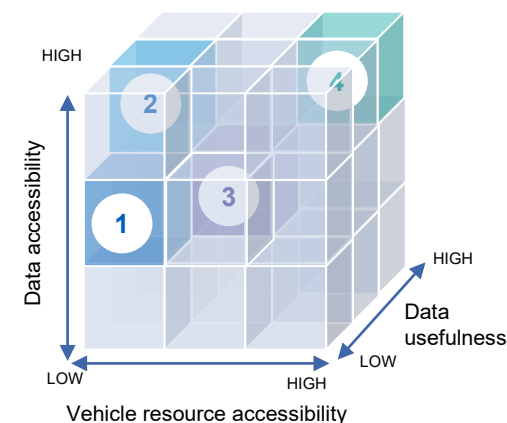 HIGH
4
2
Data accessibility
3
1
HIGH
Data
usefulness
LOW
LOW
HIGH
Vehicle resource accessibility